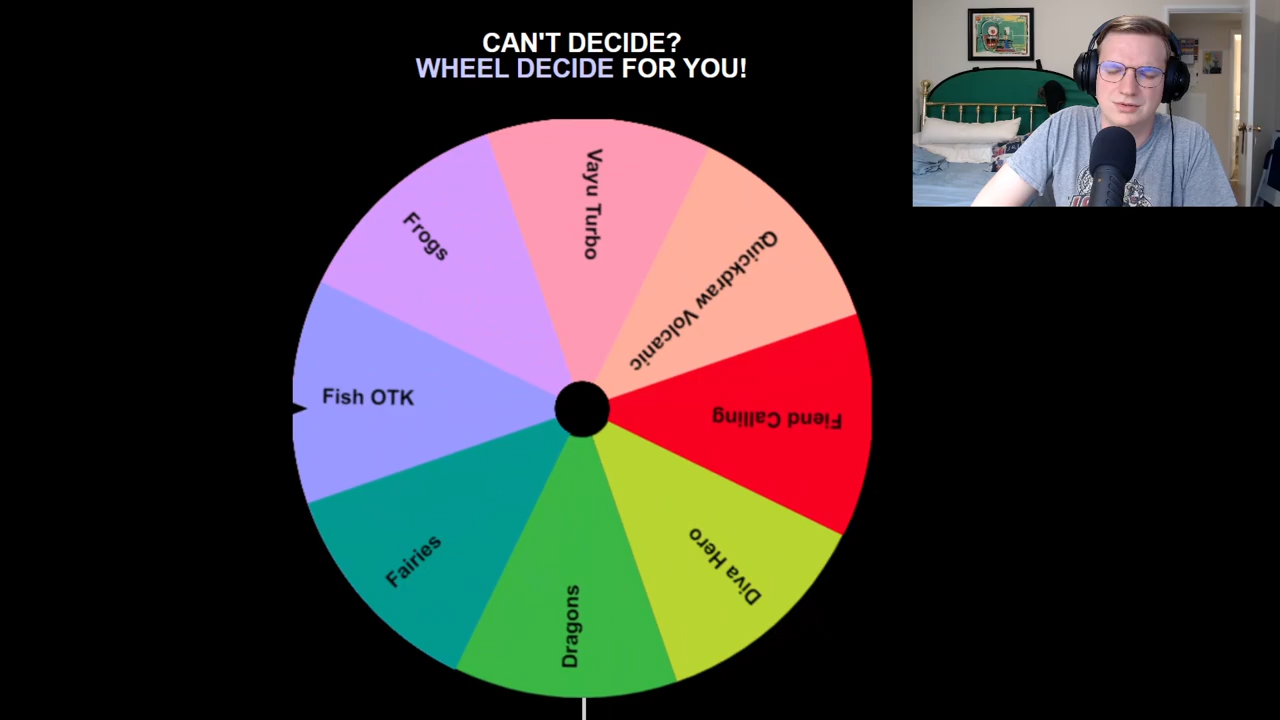 CAN'T DECIDE?
WHEEL DECIDE FOR YOU!
Vayu Turbo
Quickdraw Volcanic
Fiend Calling
Diva Hero
Dragons
Fairies
Fish OTK
Frogs